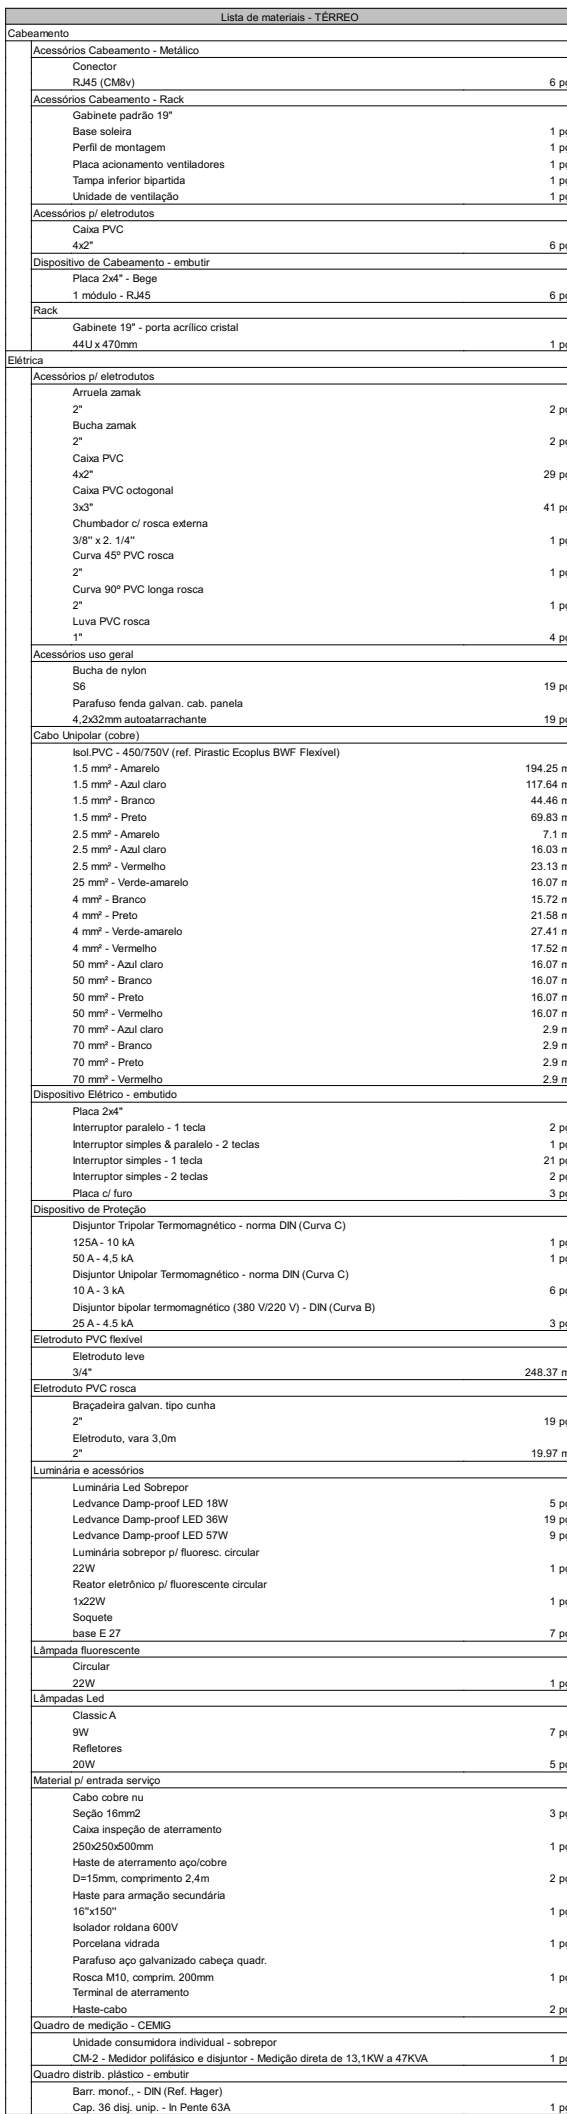 Lista de materiais - TÉRREO
Cabeamento
Acessórios Cabeamento - Metálico
Conector
RJ45 (CM8v) 6 pç
Acessórios Cabeamento - Rack
Gabinete padrão 19"
Base soleira 1 pç
Perfil de montagem 1 pç
Placa acionamento ventiladores 1 pç
Tampa inferior bipartida 1 pç
Unidade de ventilação 1 pç
Acessórios p/ eletrodutos
Caixa PVC
4x2" 6 pç
Dispositivo de Cabeamento - embutir
Placa 2x4" - Bege
1 módulo - RJ45 6 pç
Rack
Gabinete 19" - porta acrílico cristal
44U x 470mm 1 pç
Elétrica
Acessórios p/ eletrodutos
Arruela zamak
2" 2 pç
Bucha zamak
2" 2 pç
Caixa PVC
4x2" 29 pç
Caixa PVC octogonal
3x3" 41 pç
Chumbador c/ rosca externa
3/8" x 2. 1/4" 1 pç
Curva 45º PVC rosca
2" 1 pç
Curva 90º PVC longa rosca
2" 1 pç
Luva PVC rosca
1" 4 pç
Acessórios uso geral
Bucha de nylon
S6 19 pç
Parafuso fenda galvan. cab. panela
4,2x32mm autoatarrachante 19 pç
Cabo Unipolar (cobre)
Isol.PVC - 450/750V (ref. Pirastic Ecoplus BWF Flexível)
1.5 mm² - Amarelo 194.25 m
1.5 mm² - Azul claro 117.64 m
1.5 mm² - Branco 44.46 m
1.5 mm² - Preto 69.83 m
2.5 mm² - Amarelo 7.1 m
2.5 mm² - Azul claro 16.03 m
2.5 mm² - Vermelho 23.13 m
25 mm² - Verde-amarelo 16.07 m
4 mm² - Branco 15.72 m
4 mm² - Preto 21.58 m
4 mm² - Verde-amarelo 27.41 m
4 mm² - Vermelho 17.52 m
50 mm² - Azul claro 16.07 m
50 mm² - Branco 16.07 m
50 mm² - Preto 16.07 m
50 mm² - Vermelho 16.07 m
70 mm² - Azul claro 2.9 m
70 mm² - Branco 2.9 m
70 mm² - Preto 2.9 m
70 mm² - Vermelho 2.9 m
Dispositivo Elétrico - embutido
Placa 2x4"
Interruptor paralelo - 1 tecla 2 pç
Interruptor simples & paralelo - 2 teclas 1 pç
Interruptor simples - 1 tecla 21 pç
Interruptor simples - 2 teclas 2 pç
Placa c/ furo 3 pç
Dispositivo de Proteção
Disjuntor Tripolar Termomagnético - norma DIN (Curva C)
125A - 10 kA 1 pç
50 A - 4,5 kA 1 pç
Disjuntor Unipolar Termomagnético - norma DIN (Curva C)
10 A - 3 kA 6 pç
Disjuntor bipolar termomagnético (380 V/220 V) - DIN (Curva B)
25 A - 4.5 kA 3 pç
Eletroduto PVC flexível
Eletroduto leve
3/4" 248.37 m
Eletroduto PVC rosca
Braçadeira galvan. tipo cunha
2" 19 pç
Eletroduto, vara 3,0m
2" 19.97 m
Luminária e acessórios
Luminária Led Sobrepor
Ledvance Damp-proof LED 18W 5 pç
Ledvance Damp-proof LED 36W 19 pç
Ledvance Damp-proof LED 57W 9 pç
Luminária sobrepor p/ fluoresc. circular
22W 1 pç
Reator eletrônico p/ fluorescente circular
1x22W 1 pç
Soquete
base E 27 7 pç
Lâmpada fluorescente
Circular
22W 1 pç
Lâmpadas Led
Classic A
9W 7 pç
Refletores
20W 5 pç
Material p/ entrada serviço
Cabo cobre nu
Seção 16mm2 3 pç
Caixa inspeção de aterramento
250x250x500mm 1 pç
Haste de aterramento aço/cobre
D=15mm, comprimento 2,4m 2 pç
Haste para armação secundária
16"x150" 1 pç
Isolador roldana 600V
Porcelana vidrada 1 pç
Parafuso aço galvanizado cabeça quadr.
Rosca M10, comprim. 200mm 1 pç
Terminal de aterramento
Haste-cabo 2 pç
Quadro de medição - CEMIG
Unidade consumidora individual - sobrepor
CM-2 - Medidor polifásico e disjuntor - Medição direta de 13,1KW a 47KVA 1 pç
Quadro distrib. plástico - embutir
Barr. monof., - DIN (Ref. Hager)
Cap. 36 disj. unip. - In Pente 63A 1 pç